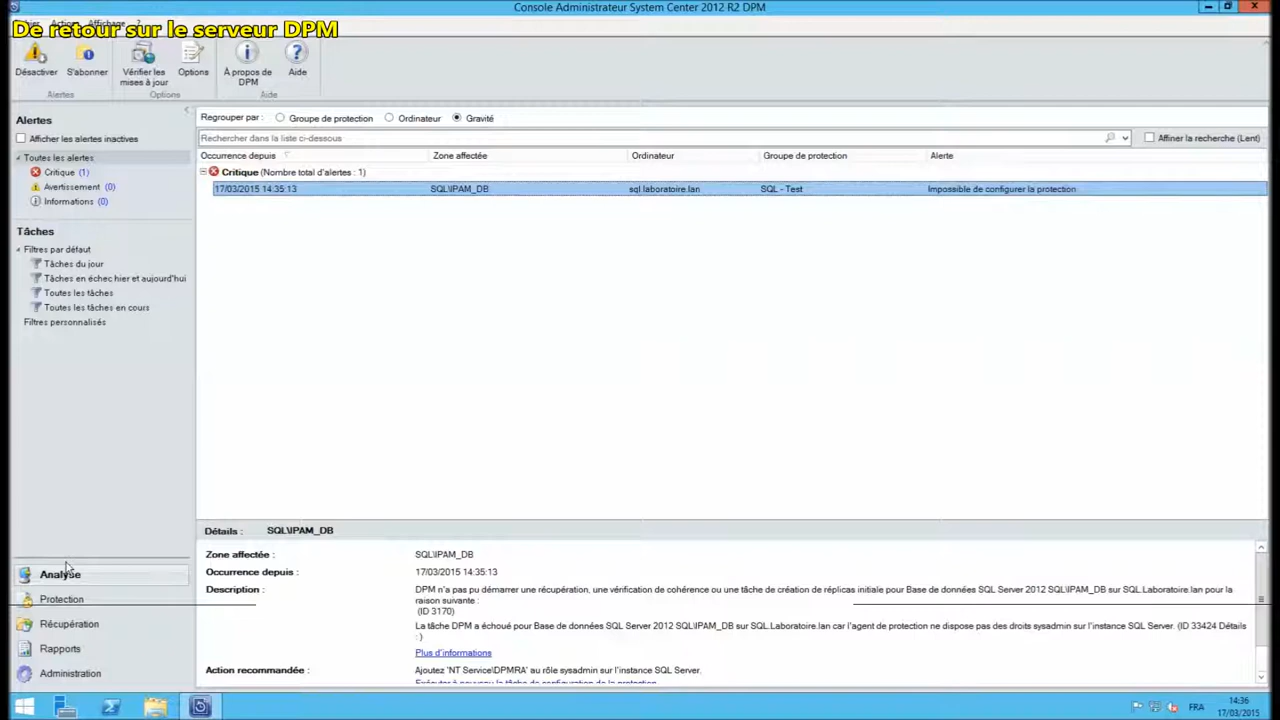 Console Administrateur System Center 2012 R2 DPM
Action Affichage ?
De retour sur le serveur DPM
Désactiver S'abonner Vérifier les mises à jour Options À propos de DPM Aide
Alertes Options Aide
Alertes
Afficher les alertes inactives
Toutes les alertes
Critique (1)
Avertissement (0)
Informations (0)
Tâches
Filtres par défaut
Tâches du jour
Tâches en échec hier et aujourd'hui
Toutes les tâches
Toutes les tâches en cours
Filtres personnalisés
Analyse
Protection
Récupération
Rapports
Administration
Regrouper par : Groupe de protection Ordinateur Gravité
Rechercher dans la liste ci-dessous Affiner la recherche (Lent)
Occurrence depuis Zone affectée Ordinateur Groupe de protection Alerte
Critique (Nombre total d'alertes : 1)
17/03/2015 14:35:13 SQL\IPAM_DB sql.laboratoire.lan SQL - Test Impossible de configurer la protection
Détails : SQL\IPAM_DB
Zone affectée : SQL\IPAM_DB
Occurrence depuis : 17/03/2015 14:35:13
Description : DPM n'a pas pu démarrer une récupération, une vérification de cohérence ou une tâche de création de réplicas initiale pour Base de données SQL Server 2012 SQL\IPAM_DB sur SQL.Laboratoire.lan pour la
raison suivante :
(ID 3170)
La tâche DPM a échoué pour Base de données SQL Server 2012 SQL\IPAM_DB sur SQL.Laboratoire.lan car l'agent de protection ne dispose pas des droits sysadmin sur l'instance SQL Server. (ID 33424 Détails
: )
Plus d'informations
Action recommandée : Ajoutez 'NT Service\DPMRA' au rôle sysadmin sur l'instance SQL Server.
Exécuter à nouveau la tâche de configuration de la protection...
FRA 14:36
17/03/2015